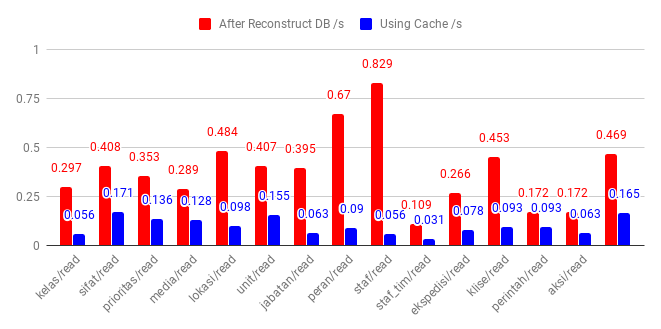 After Reconstruct DB /s
Using Cache /s
1
0.75
0.5
0.25
0
0.297
0.408
0.353
0.289
0.484
0.407
0.395
0.67
0.829
0.109
0.266
0.453
0.172
0.172
0.469
0.056
0.171
0.136
0.128
0.098
0.155
0.063
0.09
0.056
0.031
0.078
0.093
0.093
0.063
0.165
kelas/read
sifat/read
prioritas/read
media/read
lokasi/read
unit/read
jabatan/read
peran/read
staf/read
staf_tim/read
ekspedisi/read
klise/read
perintah/read
aksi/read